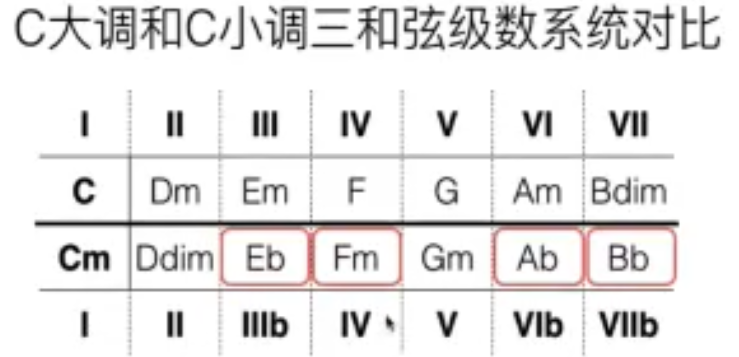 C大调和C小调三和弦级数系统对比
I II III IV V VI VII
C Dm Em F G Am Bdim
Cm Ddim Eb Fm Gm Ab Bb
I II IIIb IV V VIb VIIb